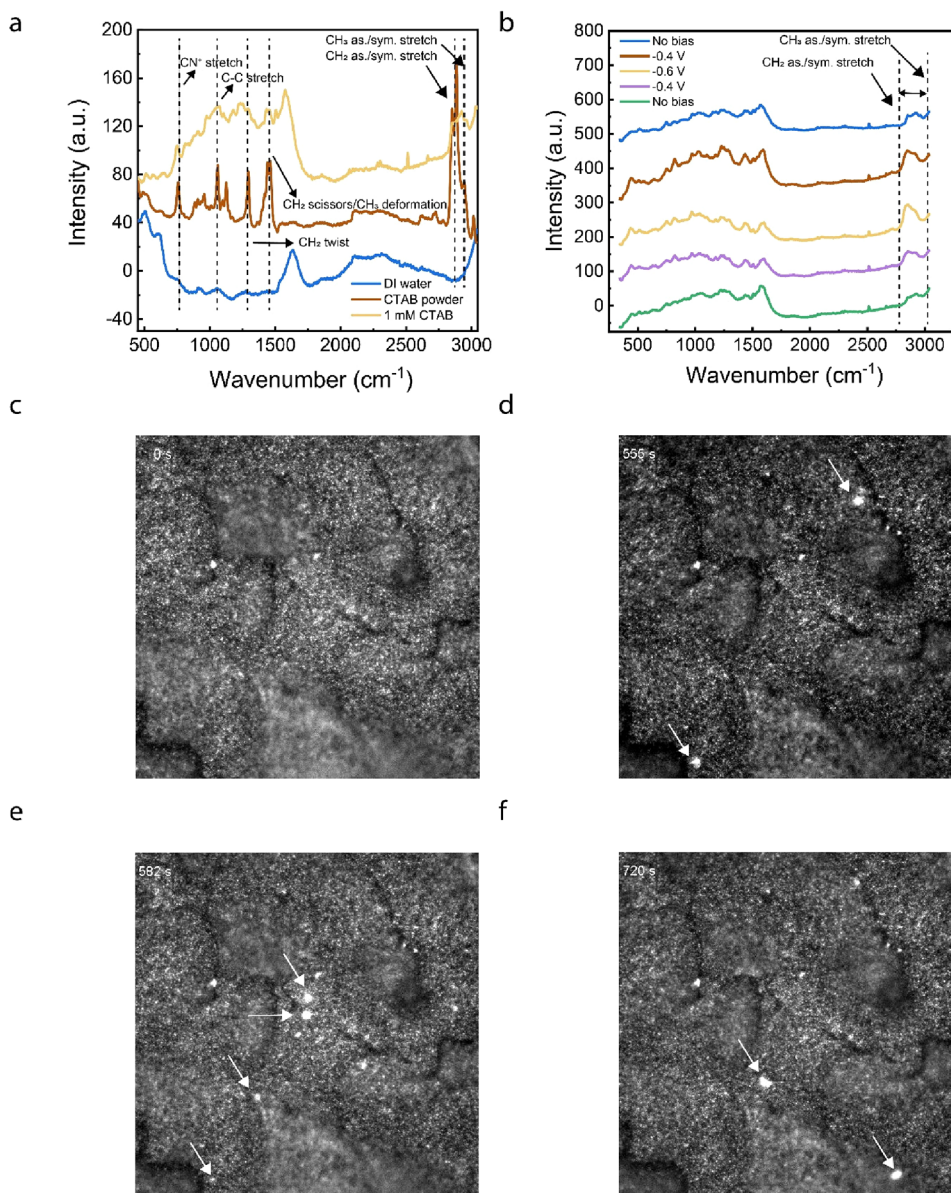 a
200
160
120
80
40
0
-40
Intensity (a.u.)
CH₃ as./sym. stretch
CH₂ as./sym. stretch
CN⁺ stretch
C-C stretch
CH₂ scissors/CH₃ deformation
CH₂ twist
DI water
CTAB powder
1 mM CTAB
500 1000 1500 2000 2500 3000
Wavenumber (cm⁻¹)
b
800
700
600
500
400
300
200
100
0
Intensity (a.u.)
No bias
-0.4 V
-0.6 V
-0.4 V
No bias
CH₃ as./sym. stretch
CH₂ as./sym. stretch
500 1000 1500 2000 2500 3000
Wavenumber (cm⁻¹)
c
0 s
d
556 s
e
582 s
f
720 s